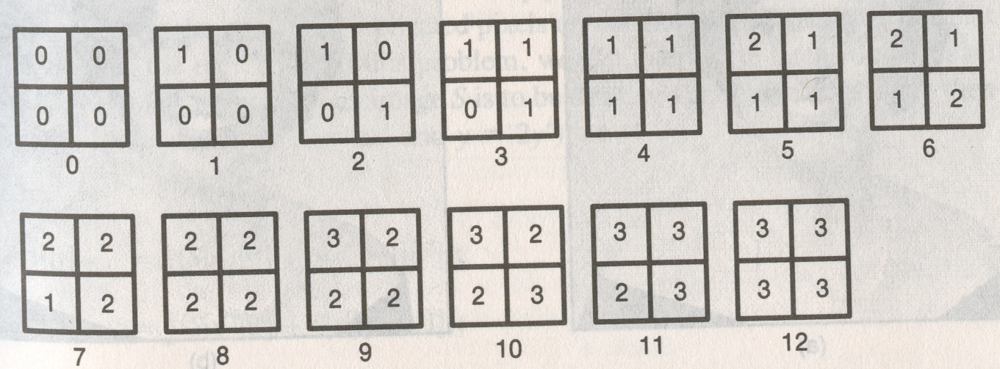 0 0 1 0 1 0 1 1 1 1 2 1 2 1
0 0 0 0 0 1 0 1 1 1 1 1 1 2
0 1 2 3 4 5 6
2 2 2 2 3 2 3 2 3 3 3 3
1 2 2 2 2 2 2 3 2 3 3 3
7 8 9 10 11 12